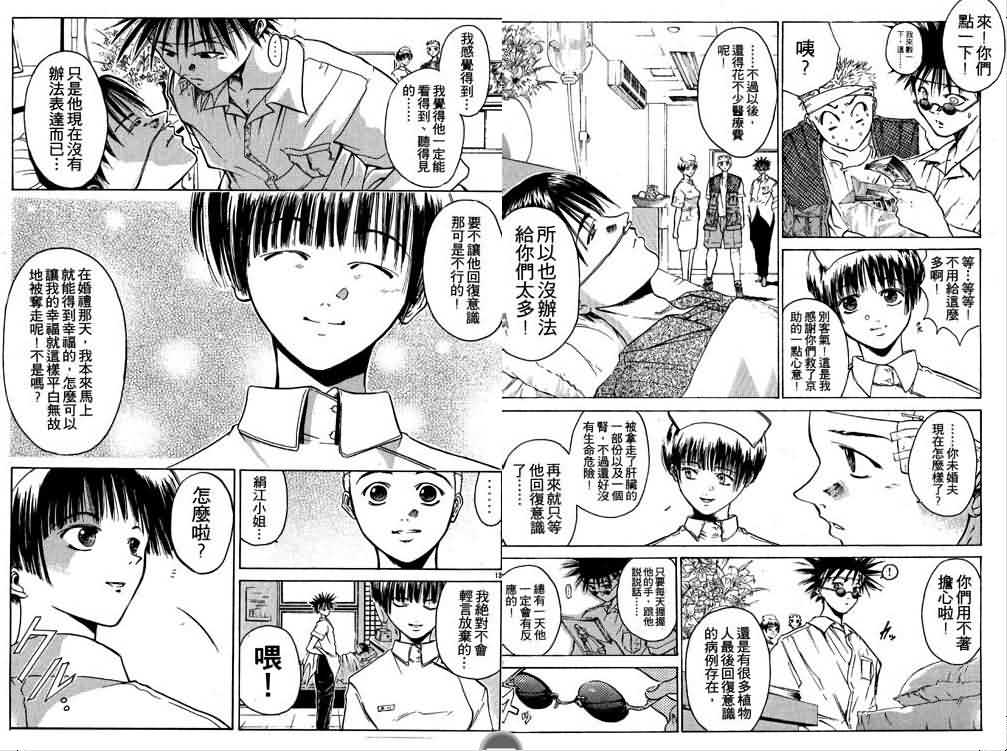 來！你們
點一下！
我來數
下，這…
咦？
……不過以後，
還得花不少醫療費
呢！
所以也沒辦法
給你們太多！
等…等等！
不用給這麼
多啊！
別客氣！這是我
感謝你們救了京
助的一點心意！
……你未婚夫
現在怎麼樣了？
被拿走了肝臟的
一部份以及一個
腎，不過還好沒
有生命危險
再來就只等
他回復意識
了……
你們用不著
擔心啦！
還是有很多植物
人最後回復意識
的病例存在，
只要每天握握
他的手，跟他
說說話……
總有一天他
一定會有反
應的！
我感覺得到…
我覺得他一定能
看得到、聽得見
的……
只是他現在沒有
辦法表達而已…
要不讓他回復意識
那可是不行的！
在婚禮那天，我本來馬上
就能得到幸福的，怎麼可以
讓我的幸福就這樣平白無故
地被奪走呢！不是嗎？
……
絹江小姐…
怎麼啦？
我絕對不會
輕言放棄的…
喂！